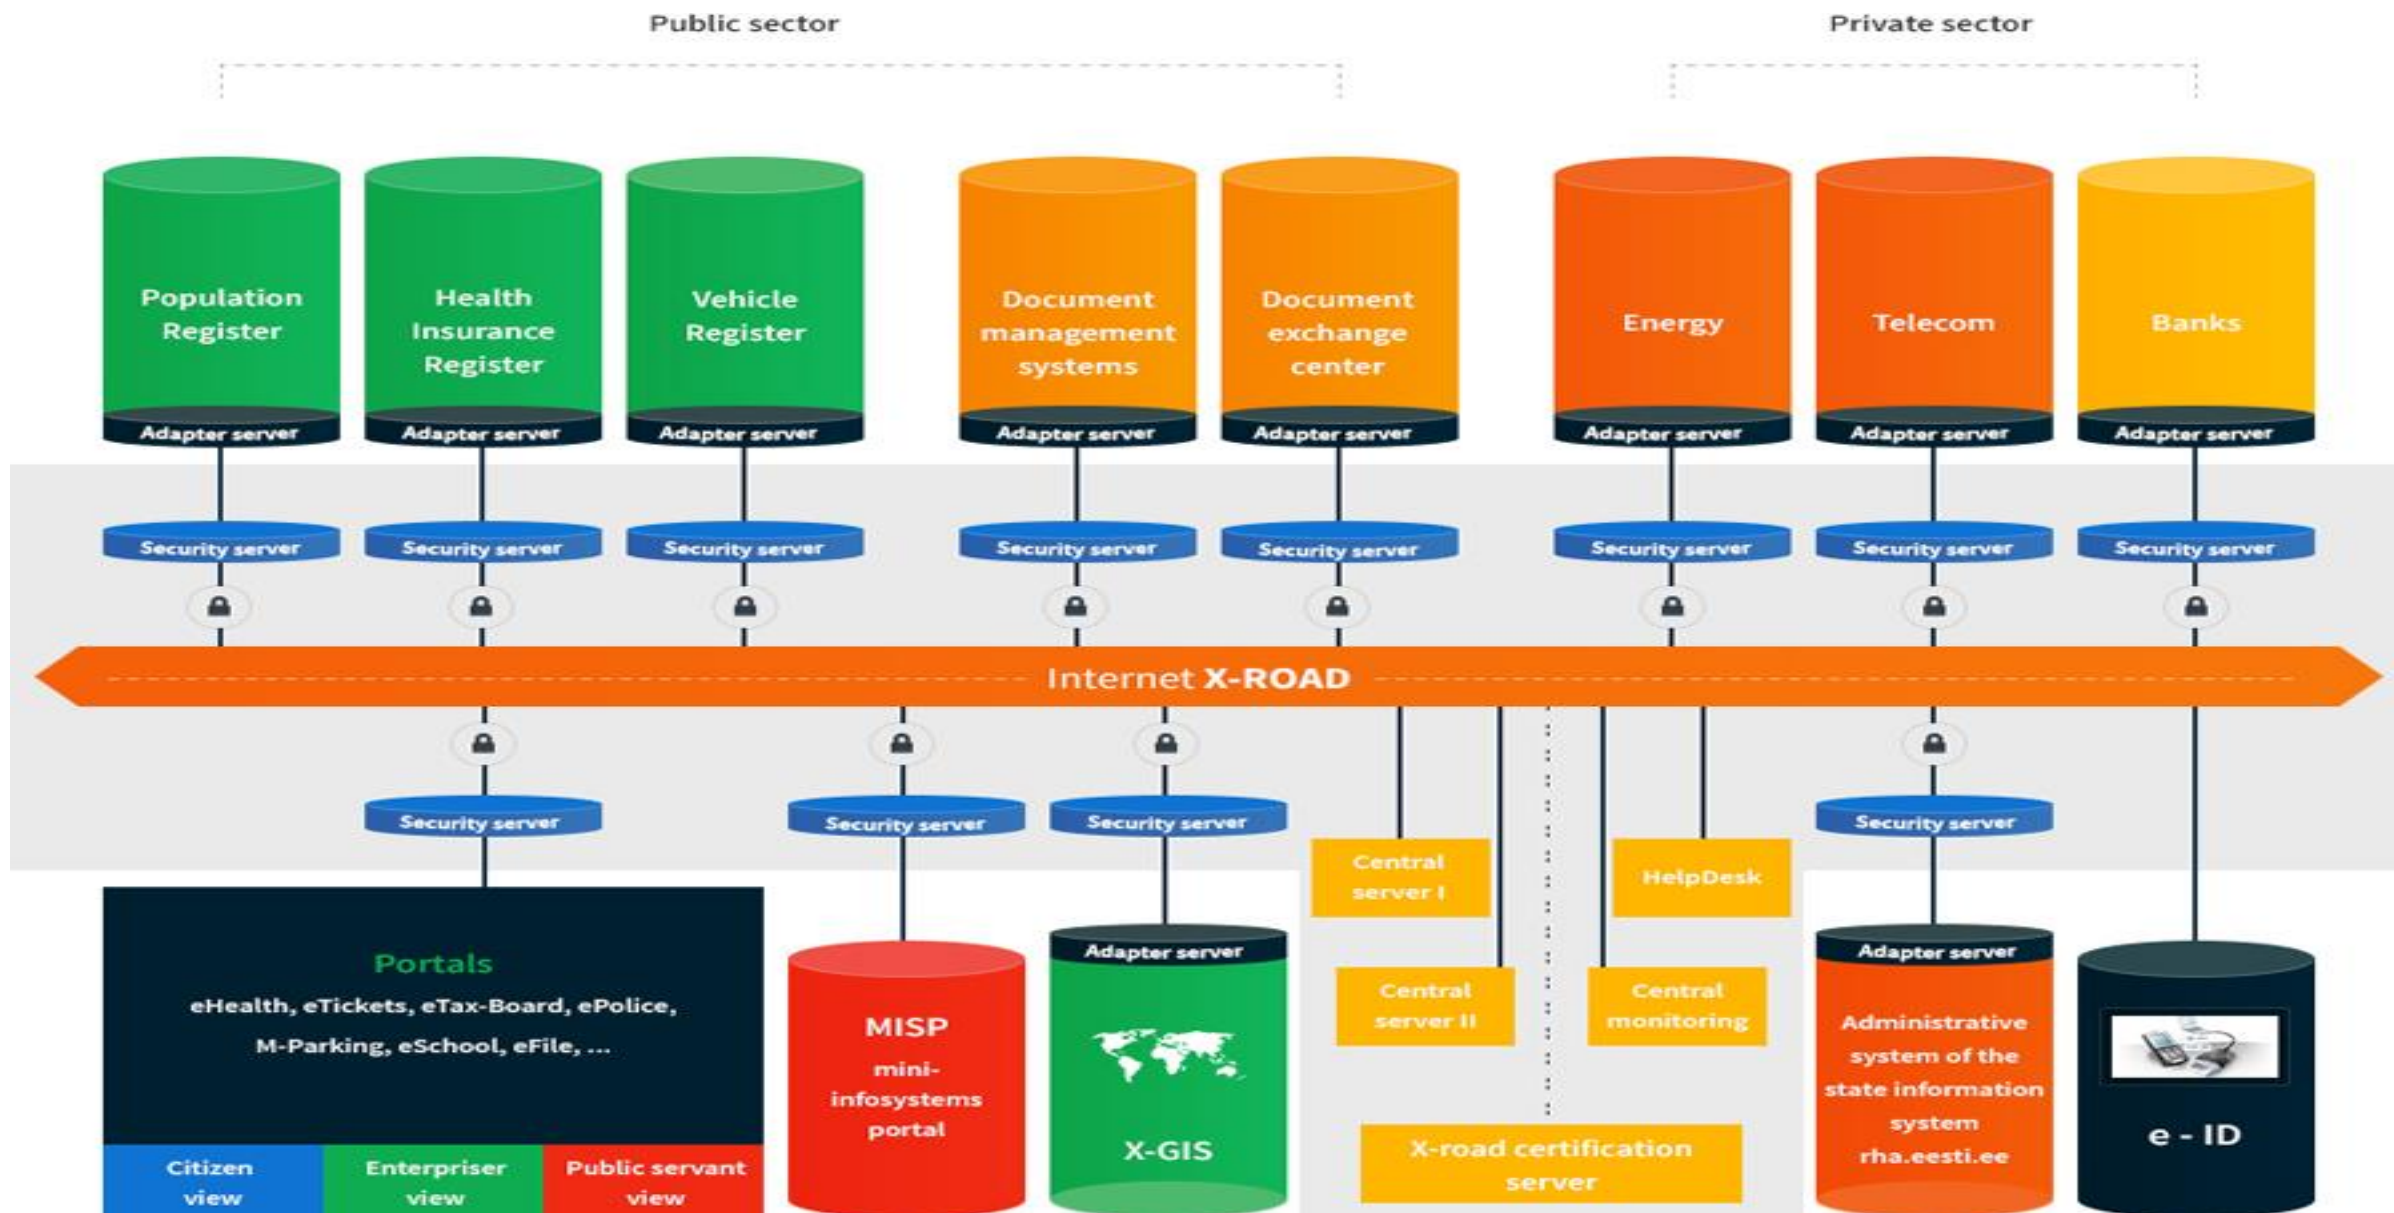 Public sector
Private sector
Population
Register
Health
Insurance
Register
Vehicle
Register
Document
management
systems
Document
exchange
center
Energy
Telecom
Banks
Adapter server
Adapter server
Adapter server
Adapter server
Adapter server
Adapter server
Adapter server
Adapter server
Security server
Security server
Security server
Security server
Security server
Security server
Security server
Security server
Internet X-ROAD
Security server
Security server
Security server
Security server
Portals
eHealth, eTickets, eTax-Board, ePolice,
M-Parking, eSchool, eFile, ...
Citizen
view
Enterpriser
view
Public servant
view
MISP
mini-
infosystems
portal
Adapter server
X-GIS
Central
server I
Central
server II
HelpDesk
Central
monitoring
X-road certification
server
Adapter server
Administrative
system of the
state information
system
rha.eesti.ee
e - ID